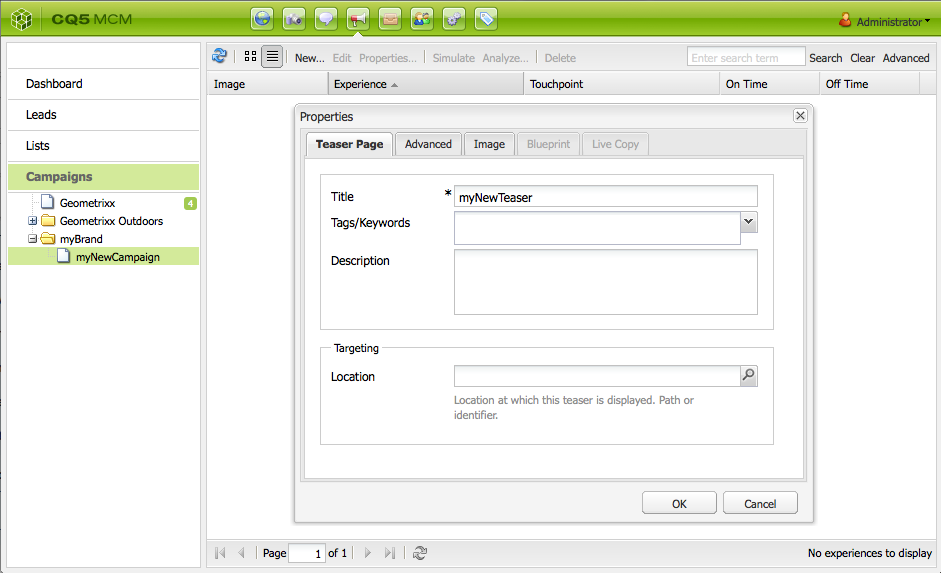 CQ5 MCM
Administrator
New... Edit Properties... Simulate Analyze... Delete Enter search term Search Clear Advanced
Image Experience Touchpoint On Time Off Time
Dashboard
Leads
Lists
Campaigns
Geometrixx 4
Geometrixx Outdoors
myBrand
myNewCampaign
Properties
Teaser Page Advanced Image Blueprint Live Copy
Title * myNewTeaser
Tags/Keywords
Description
Targeting
Location
Location at which this teaser is displayed. Path or
identifier.
OK Cancel
Page 1 of 1 No experiences to display